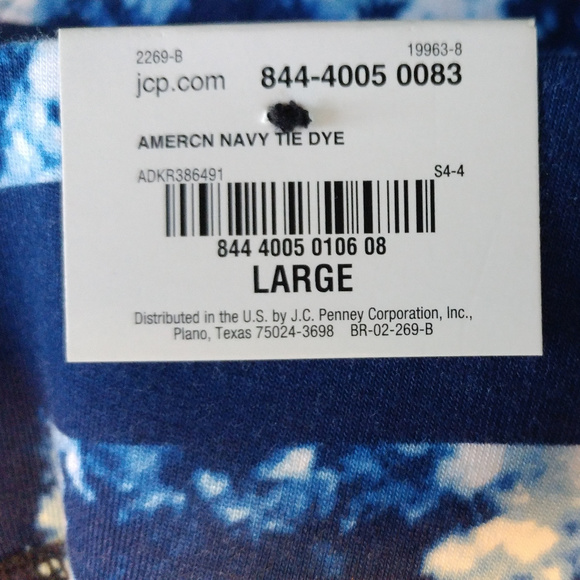 2269-B 19963-8
jcp.com 844-4005 0083
AMERCN NAVY TIE DYE
ADKR386491 S4-4
844 4005 0106 08
LARGE
Distributed in the U.S. by J.C. Penney Corporation, Inc.,
Plano, Texas 75024-3698 BR-02-269-B